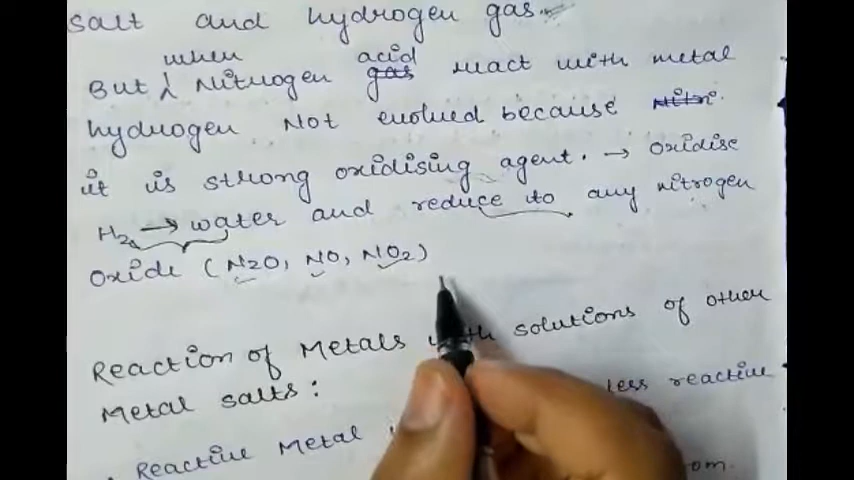 salt and hydrogen gas.
when acid
But λ Nitrogen gas react with metal
hydrogen Not evolved because Nitri
it is strong oxidising agent. → oxidise
H2 → water and reduce to any nitrogen
oxide (N2O, NO, NO2)
Reaction of Metals with solutions of other
Metal salts:
. Reactive Metal less reactive
om.